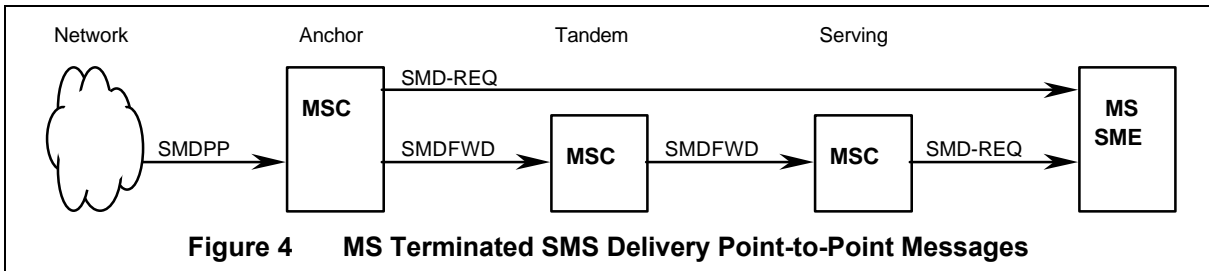 Network Anchor Tandem Serving
SMD-REQ
MSC
MS
SME
SMDPP
SMDFWD
MSC
SMDFWD
MSC
SMD-REQ
Figure 4 MS Terminated SMS Delivery Point-to-Point Messages